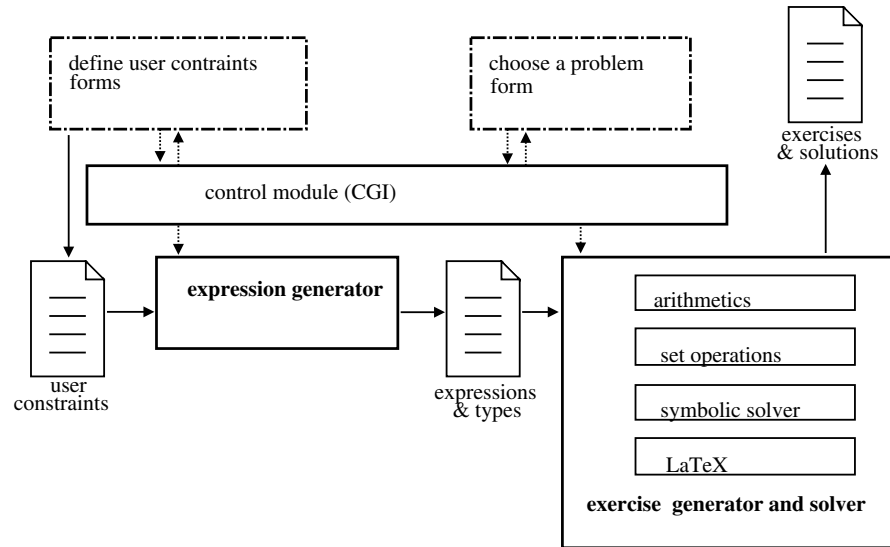 define user contraints
forms
choose a problem
form
exercises
& solutions
control module (CGI)
expression generator
user
constraints
expressions
& types
arithmetics
set operations
symbolic solver
LaTeX
exercise generator and solver